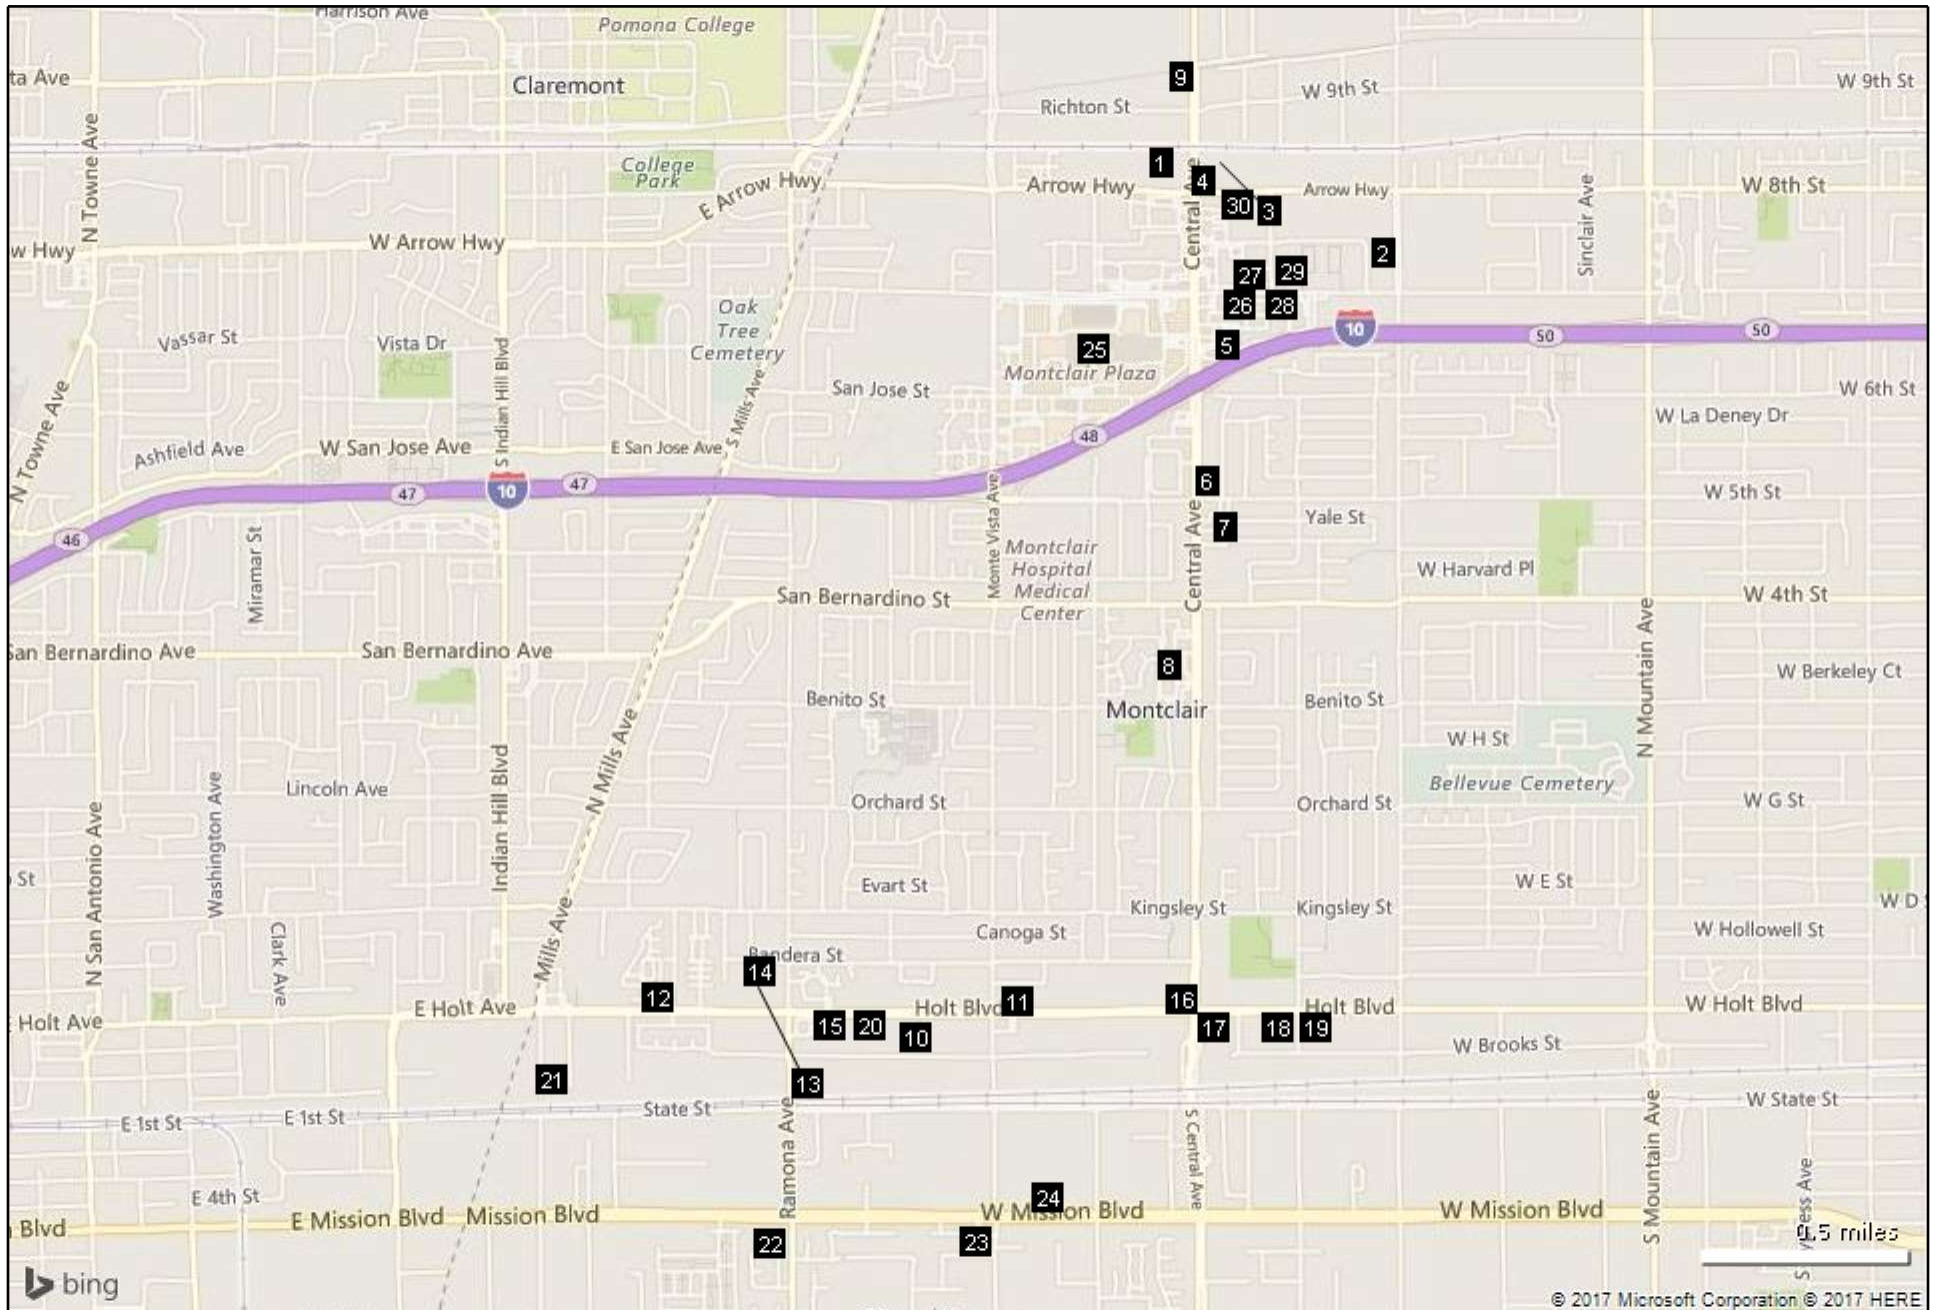 Harrison Ave
Pomona College
ta Ave
Claremont
9
W 9th St
W 9th St
Richton St
N Towne Ave
College
Park
1
Central Ave
4
E Arrow Hwy
Arrow Hwy
Arrow Hwy
W 8th St
30
3
Sinclair Ave
w Hwy
W Arrow Hwy
2
27
29
26
28
Oak
Tree
Cemetery
Vassar St
Vista Dr
S Indian Hill Blvd
25
5
10
50
50
Montclair Plaza
S Mills Ave
San Jose St
W 6th St
N Towne Ave
W La Deney Dr
Ashfield Ave
W San Jose Ave
E San Jose Ave
48
47
10
47
6
W 5th St
46
Miramar St
Monte Vista Ave
Central Ave
7
Yale St
Montclair
Hospital
Medical
Center
W Harvard Pl
San Bernardino St
W 4th St
San Bernardino Ave
San Bernardino Ave
N Mountain Ave
8
W Berkeley Ct
Benito St
Montclair
Benito St
N Mills Ave
W H St
Indian Hill Blvd
Lincoln Ave
Bellevue Cemetery
Orchard St
Orchard St
W G St
N San Antonio Ave
Washington Ave
St
Evart St
W E St
Kingsley St
Kingsley St
W D
Clark Ave
Mills Ave
Canoga St
W Hollowell St
Bandera St
14
12
E Holt Ave
Holt Blvd
11
16
Holt Blvd
W Holt Blvd
Holt Ave
15
20
10
17
18
19
W Brooks St
21
13
E 1st St
E 1st St
State St
W State St
Ramona Ave
S Central Ave
S Mountain Ave
E 4th St
24
Blvd
E Mission Blvd
Mission Blvd
W Mission Blvd
W Mission Blvd
22
23
0.5 miles
bing
© 2017 Microsoft Corporation © 2017 HERE